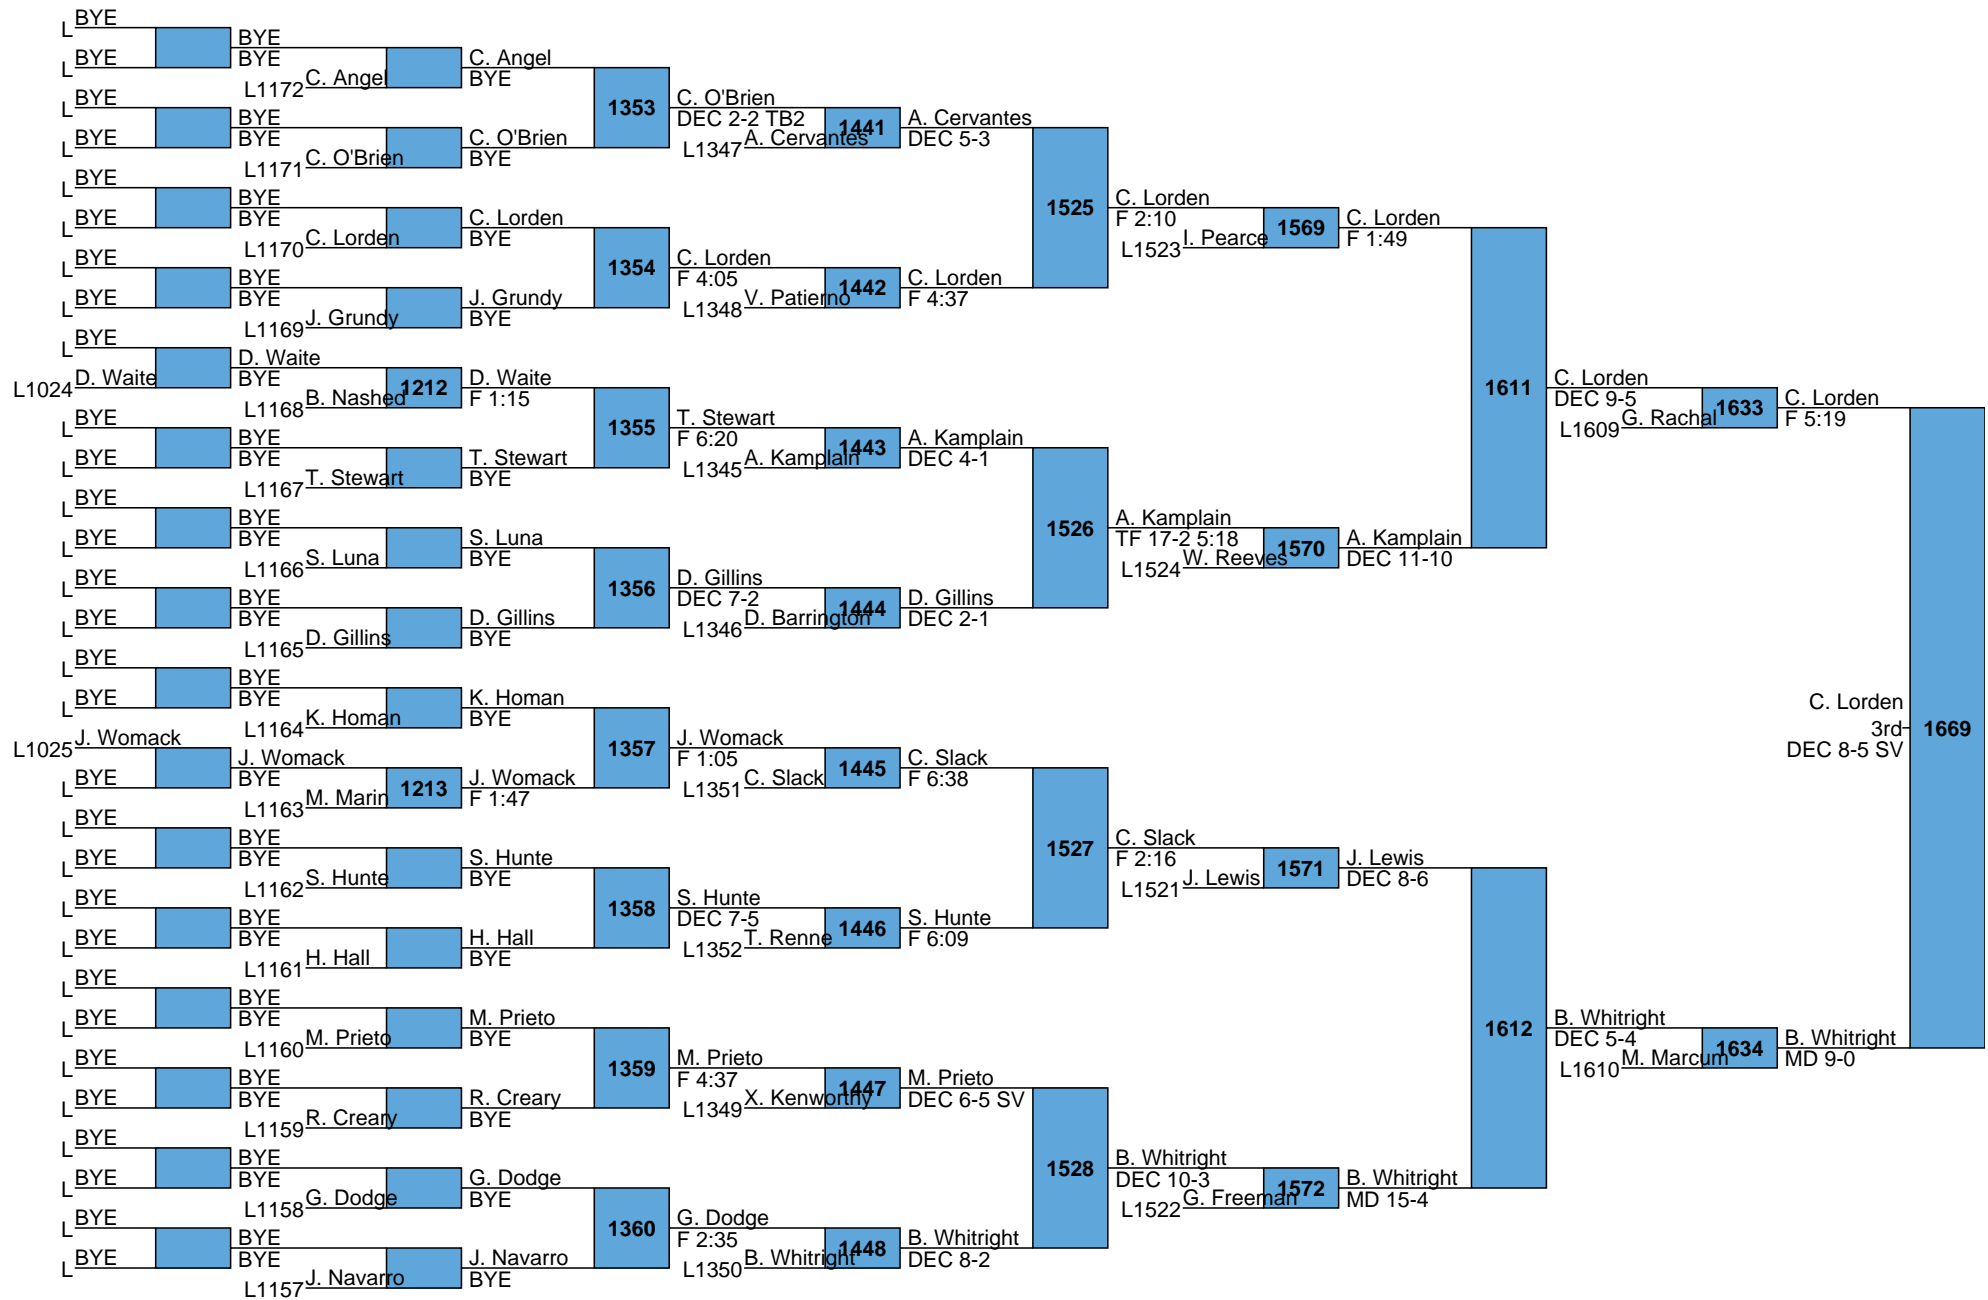 BYE
L
BYE
L
BYE
L
BYE
L
BYE
L
BYE
L
BYE
L
BYE
L
BYE
L
D. Waite
L1024
BYE
L
BYE
L
BYE
L
BYE
L
BYE
L
BYE
L
BYE
L
BYE
L
J. Womack
L1025
BYE
L
BYE
L
BYE
L
BYE
L
BYE
L
BYE
L
BYE
L
BYE
L
BYE
L
BYE
L
BYE
L
BYE
L
BYE
L
BYE
BYE
L1172 C. Angel
BYE
BYE
L1171 C. O'Brien
BYE
BYE
L1170 C. Lorden
BYE
BYE
L1169 J. Grundy
D. Waite
BYE
L1168 B. Nashed
1212
BYE
BYE
L1167 T. Stewart
BYE
BYE
L1166 S. Luna
BYE
BYE
L1165 D. Gillins
BYE
BYE
L1164 K. Homan
J. Womack
BYE
L1163 M. Marin
1213
BYE
BYE
L1162 S. Hunte
BYE
BYE
L1161 H. Hall
BYE
BYE
L1160 M. Prieto
BYE
BYE
L1159 R. Creary
BYE
BYE
L1158 G. Dodge
BYE
BYE
L1157 J. Navarro
C. Angel
BYE
1353
C. O'Brien
BYE
C. Lorden
BYE
1354
J. Grundy
BYE
D. Waite
F 1:15
1355
T. Stewart
BYE
S. Luna
BYE
1356
D. Gillins
BYE
K. Homan
BYE
1357
J. Womack
F 1:47
S. Hunte
BYE
1358
H. Hall
BYE
M. Prieto
BYE
1359
R. Creary
BYE
G. Dodge
BYE
1360
J. Navarro
BYE
C. O'Brien
DEC 2-2 TB2
L1347 A. Cervantes
1441
C. Lorden
F 4:05
L1348 V. Patierno
1442
T. Stewart
F 6:20
L1345 A. Kamplain
1443
D. Gillins
DEC 7-2
L1346 D. Barrington
1444
J. Womack
F 1:05
L1351 C. Slack
1445
S. Hunte
DEC 7-5
L1352 T. Renne
1446
M. Prieto
F 4:37
L1349 X. Kenworthy
1447
G. Dodge
F 2:35
L1350 B. Whitright
1448
A. Cervantes
DEC 5-3
1525
C. Lorden
F 4:37
A. Kamplain
DEC 4-1
1526
D. Gillins
DEC 2-1
C. Slack
F 6:38
1527
S. Hunte
F 6:09
M. Prieto
DEC 6-5 SV
1528
B. Whitright
DEC 8-2
C. Lorden
F 2:10
L1523 I. Pearce
1569
A. Kamplain
TF 17-2 5:18
L1524 W. Reeves
1570
C. Slack
F 2:16
L1521 J. Lewis
1571
B. Whitright
DEC 10-3
L1522 G. Freeman
1572
C. Lorden
F 1:49
1611
A. Kamplain
DEC 11-10
J. Lewis
DEC 8-6
1612
B. Whitright
MD 15-4
C. Lorden
DEC 9-5
L1609 G. Rachal
1633
B. Whitright
DEC 5-4
L1610 M. Marcum
1634
C. Lorden
F 5:19
B. Whitright
MD 9-0
C. Lorden
3rd
DEC 8-5 SV
1669